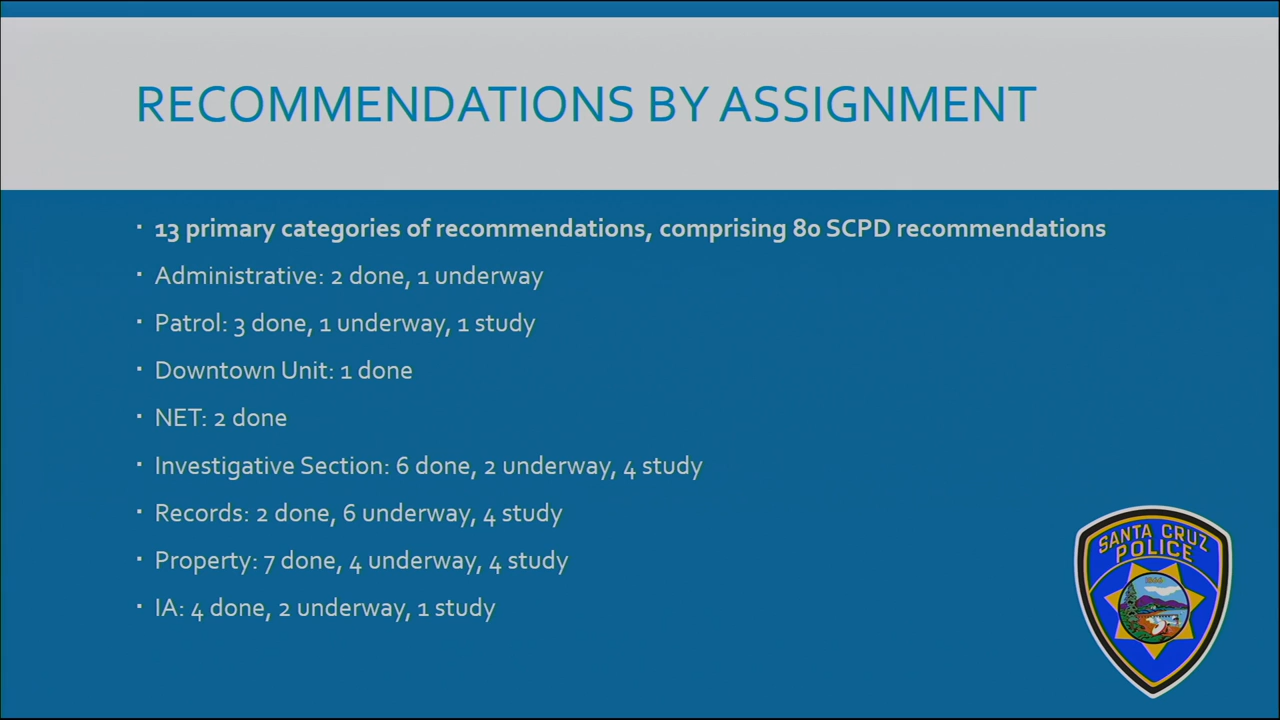 RECOMMENDATIONS BY ASSIGNMENT
· 13 primary categories of recommendations, comprising 80 SCPD recommendations
· Administrative: 2 done, 1 underway
· Patrol: 3 done, 1 underway, 1 study
· Downtown Unit: 1 done
· NET: 2 done
· Investigative Section: 6 done, 2 underway, 4 study
· Records: 2 done, 6 underway, 4 study
· Property: 7 done, 4 underway, 4 study
· IA: 4 done, 2 underway, 1 study
SANTA CRUZ
POLICE